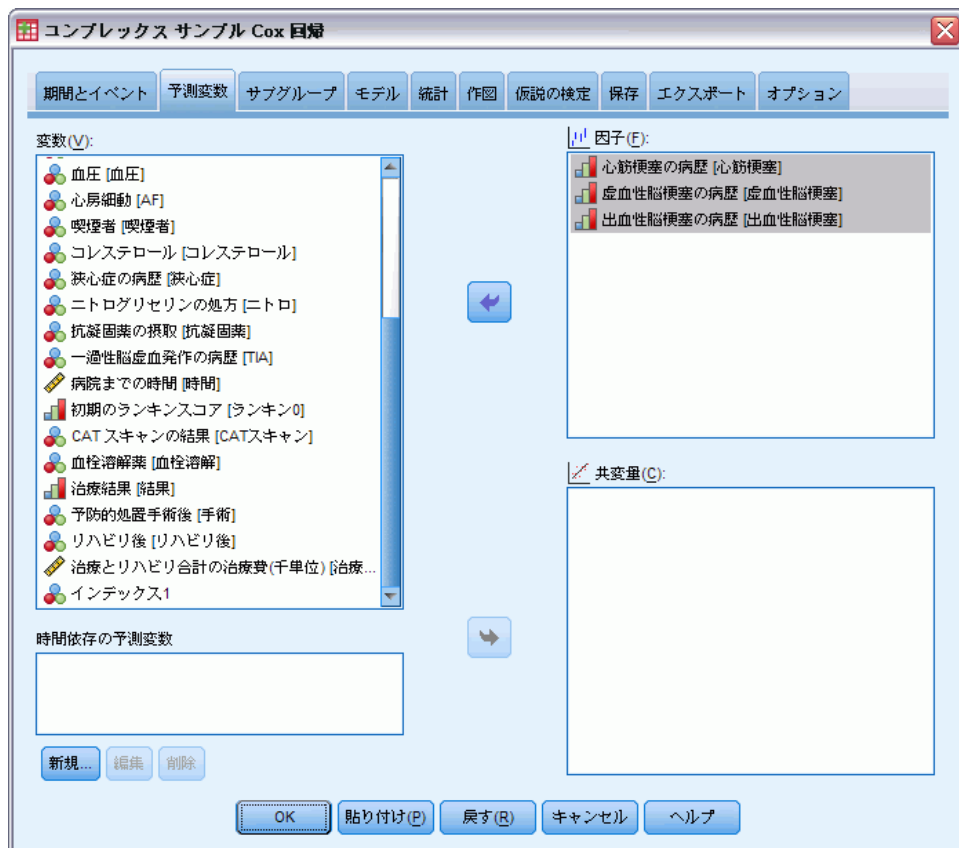 コンプレックス サンプル Cox 回帰
期間とイベント 予測変数 サブグループ モデル 統計 作図 仮説の検定 保存 エクスポート オプション
変数(V):
血圧 [血圧]
心房細動 [AF]
喫煙者 [喫煙者]
コレステロール [コレステロール]
狭心症の病歴 [狭心症]
ニトログリセリンの処方 [ニトロ]
抗凝固薬の摂取 [抗凝固薬]
一過性脳虚血発作の病歴 [TIA]
病院までの時間 [時間]
初期のランキンスコア [ランキン0]
CAT スキャンの結果 [CATスキャン]
血栓溶解薬 [血栓溶解]
治療結果 [結果]
予防的処置手術後 [手術]
リハビリ後 [リハビリ後]
治療とリハビリ合計の治療費(千単位) [治療...
インデックス1
時間依存の予測変数
新規... 編集 削除
因子(F):
心筋梗塞の病歴 [心筋梗塞]
虚血性脳梗塞の病歴 [虚血性脳梗塞]
出血性脳梗塞の病歴 [出血性脳梗塞]
共変量(C):
OK 貼り付け(P) 戻す(R) キャンセル ヘルプ